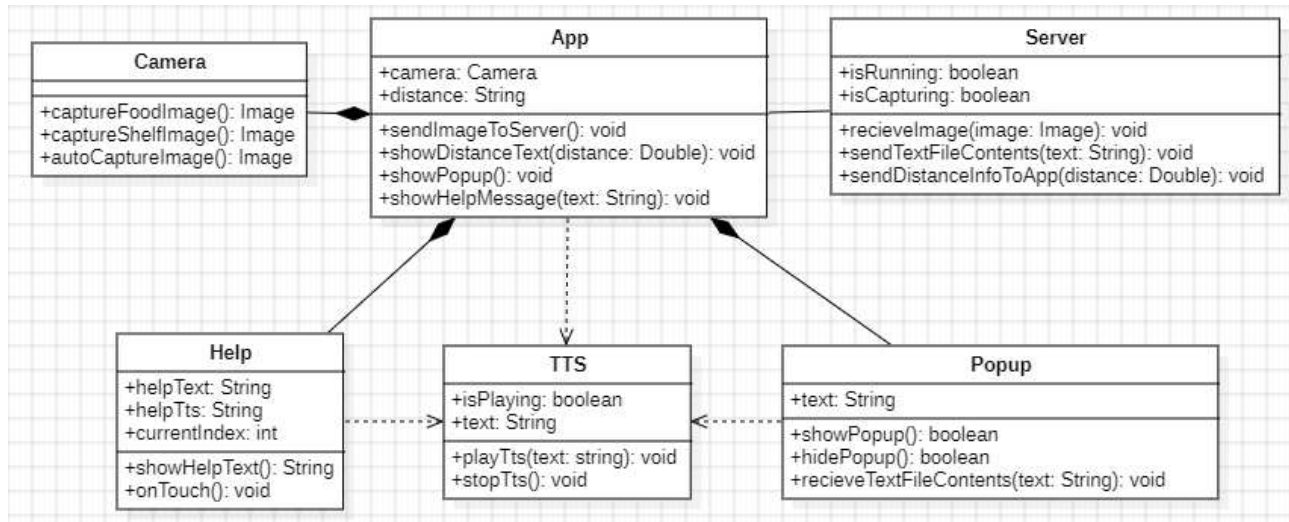 Camera
+captureFoodImage(): Image
+captureShelfImage(): Image
+autoCaptureImage(): Image
App
+camera: Camera
+distance: String
+sendImageToServer(): void
+showDistanceText(distance: Double): void
+showPopup(): void
+showHelpMessage(text: String): void
Server
+isRunning: boolean
+isCapturing: boolean
+recieveImage(image: Image): void
+sendTextFileContents(text: String): void
+sendDistanceInfoToApp(distance: Double): void
Help
+helpText: String
+helpTts: String
+currentIndex: int
+showHelpText(): String
+onTouch(): void
TTS
+isPlaying: boolean
+text: String
+playTts(text: string): void
+stopTts(): void
Popup
+text: String
+showPopup(): boolean
+hidePopup(): boolean
+recieveTextFileContents(text: String): void